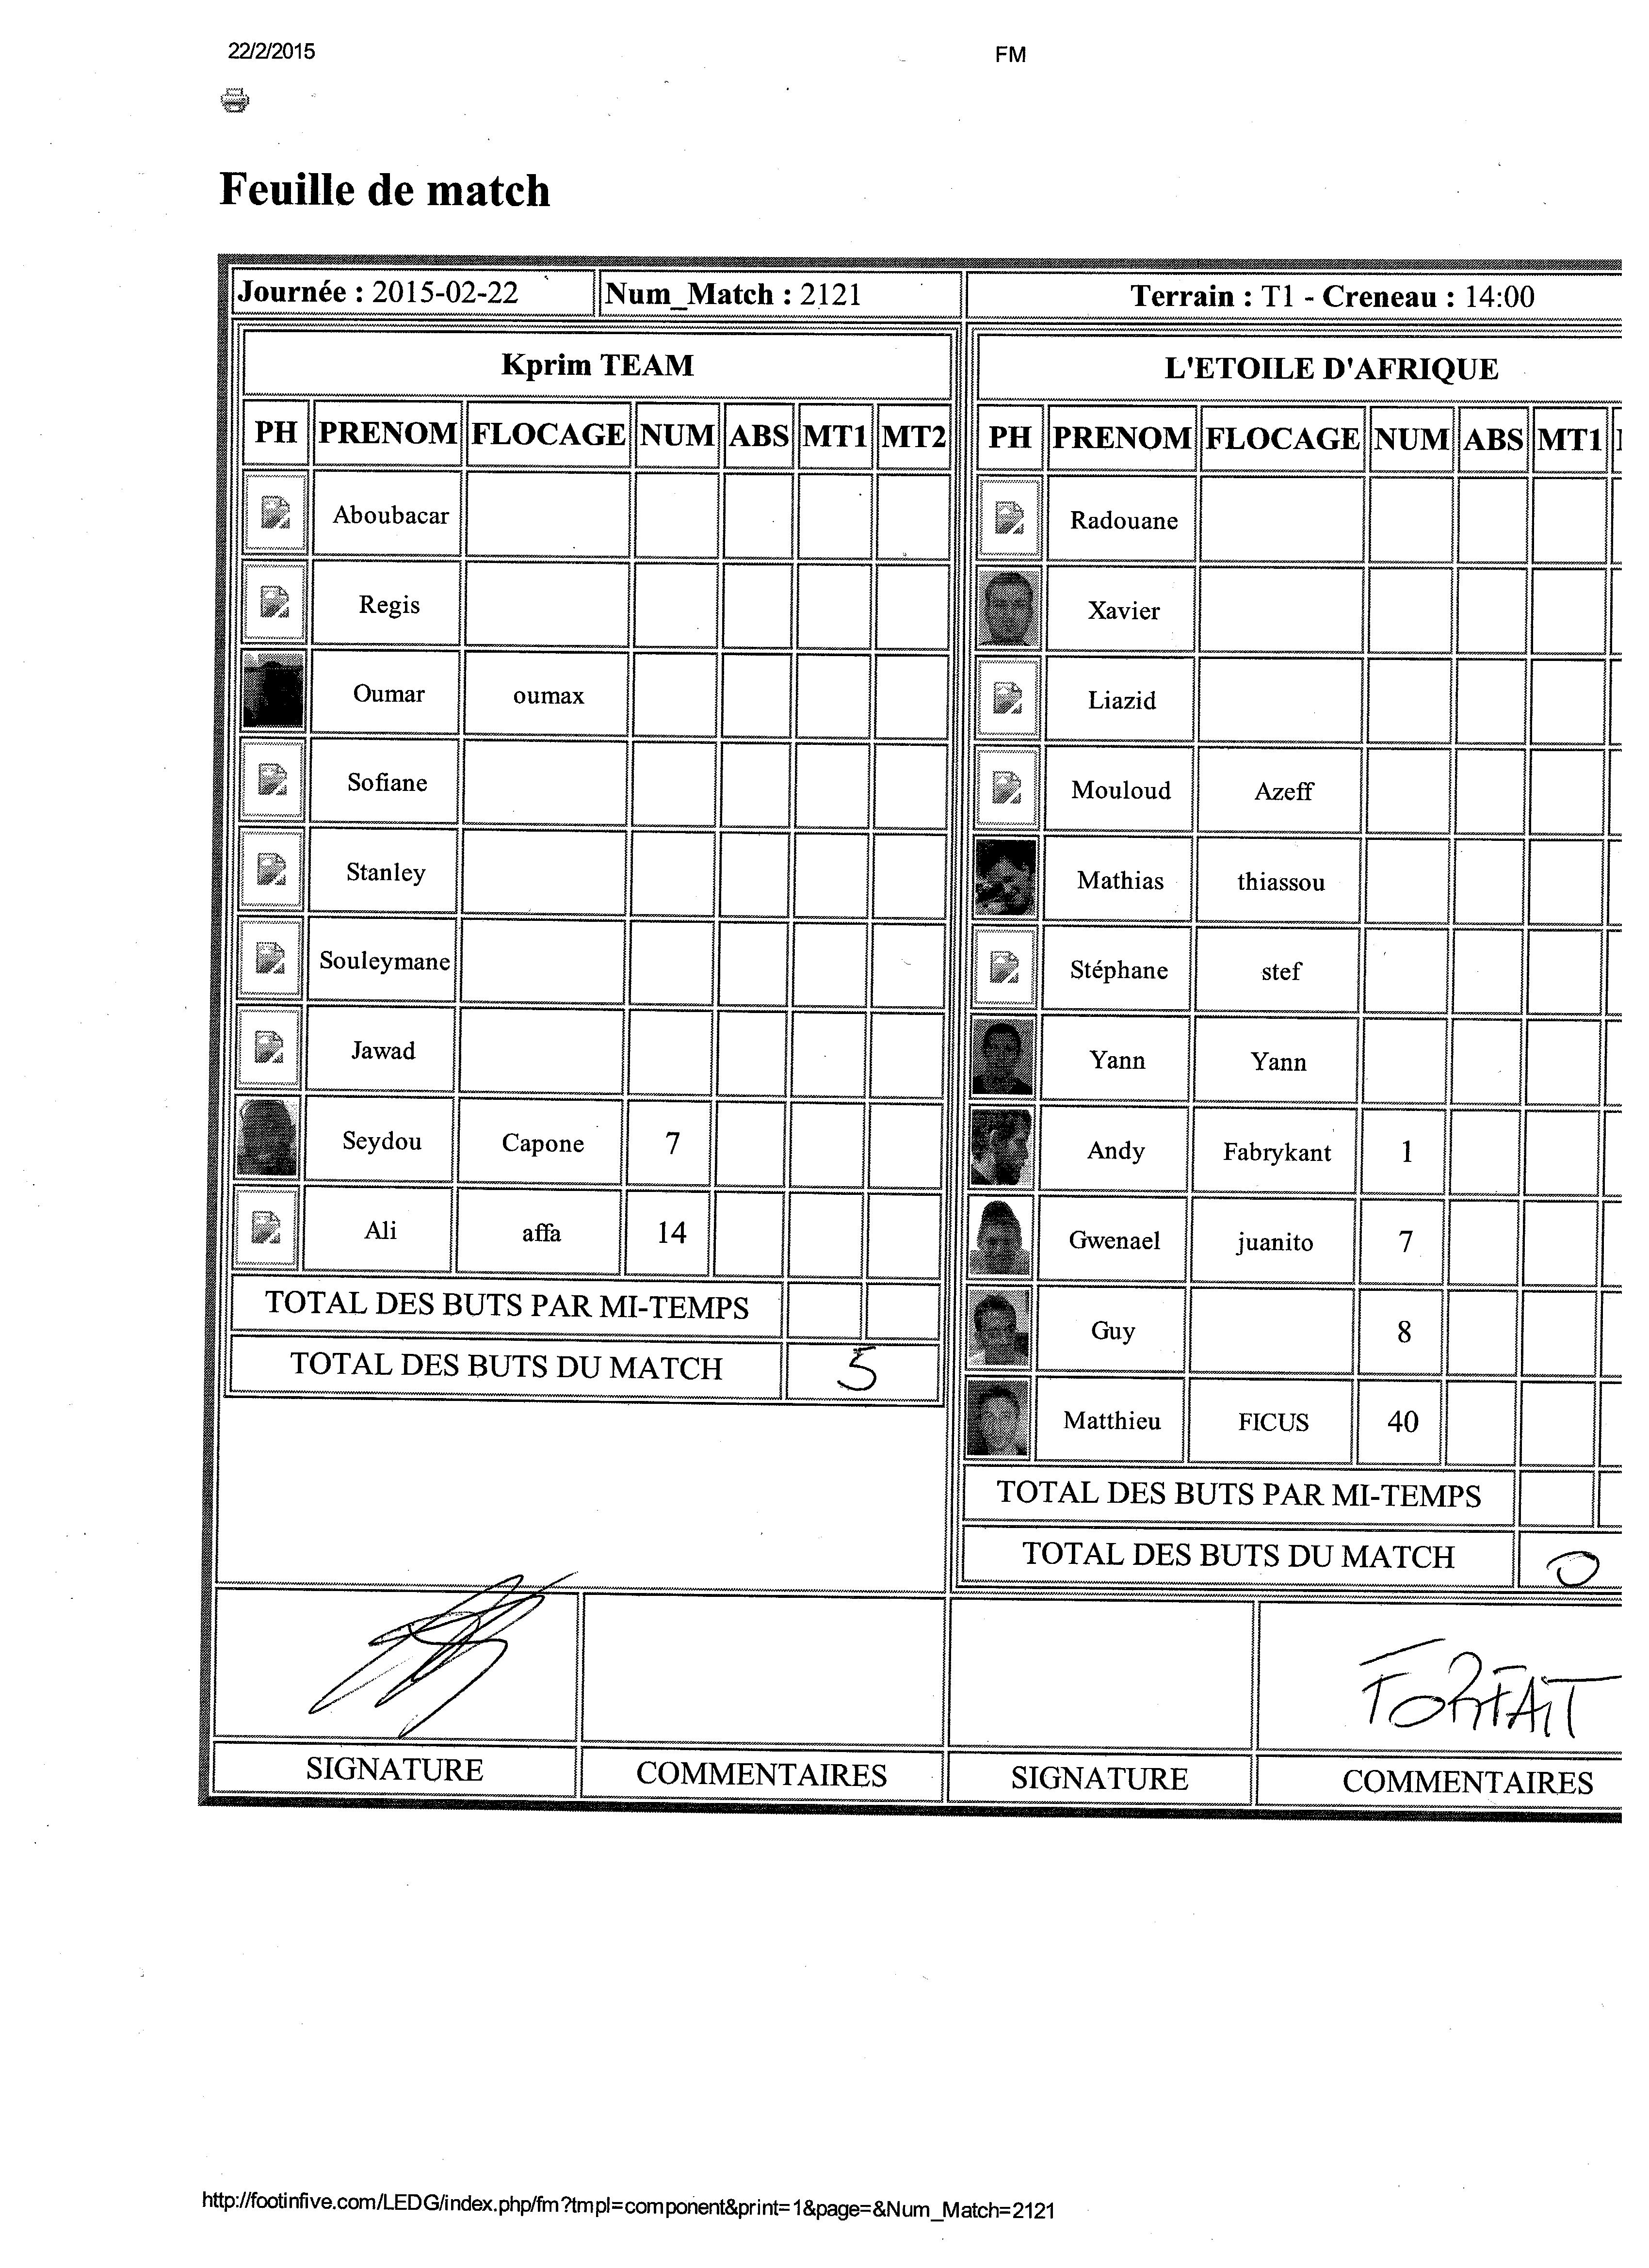 22/2/2015 FM
Feuille de match
Journée : 2015-02-22 Num_Match : 2121 Terrain : T1 - Creneau : 14:00
Kprim TEAM
PH PRENOM FLOCAGE NUM ABS MT1 MT2
Aboubacar
Regis
Oumar oumax
Sofiane
Stanley
Souleymane
Jawad
Seydou Capone 7
Ali affa 14
TOTAL DES BUTS PAR MI-TEMPS
TOTAL DES BUTS DU MATCH 5
L'ETOILE D'AFRIQUE
PH PRENOM FLOCAGE NUM ABS MT1
Radouane
Xavier
Liazid
Mouloud Azeff
Mathias thiassou
Stéphane stef
Yann Yann
Andy Fabrykant 1
Gwenael juanito 7
Guy 8
Matthieu FICUS 40
TOTAL DES BUTS PAR MI-TEMPS
TOTAL DES BUTS DU MATCH 0
FORFAIT
SIGNATURE COMMENTAIRES SIGNATURE COMMENTAIRES
http://footinfive.com/LEDG/index.php/fm?tmpl=component&print=1&page=&Num_Match=2121